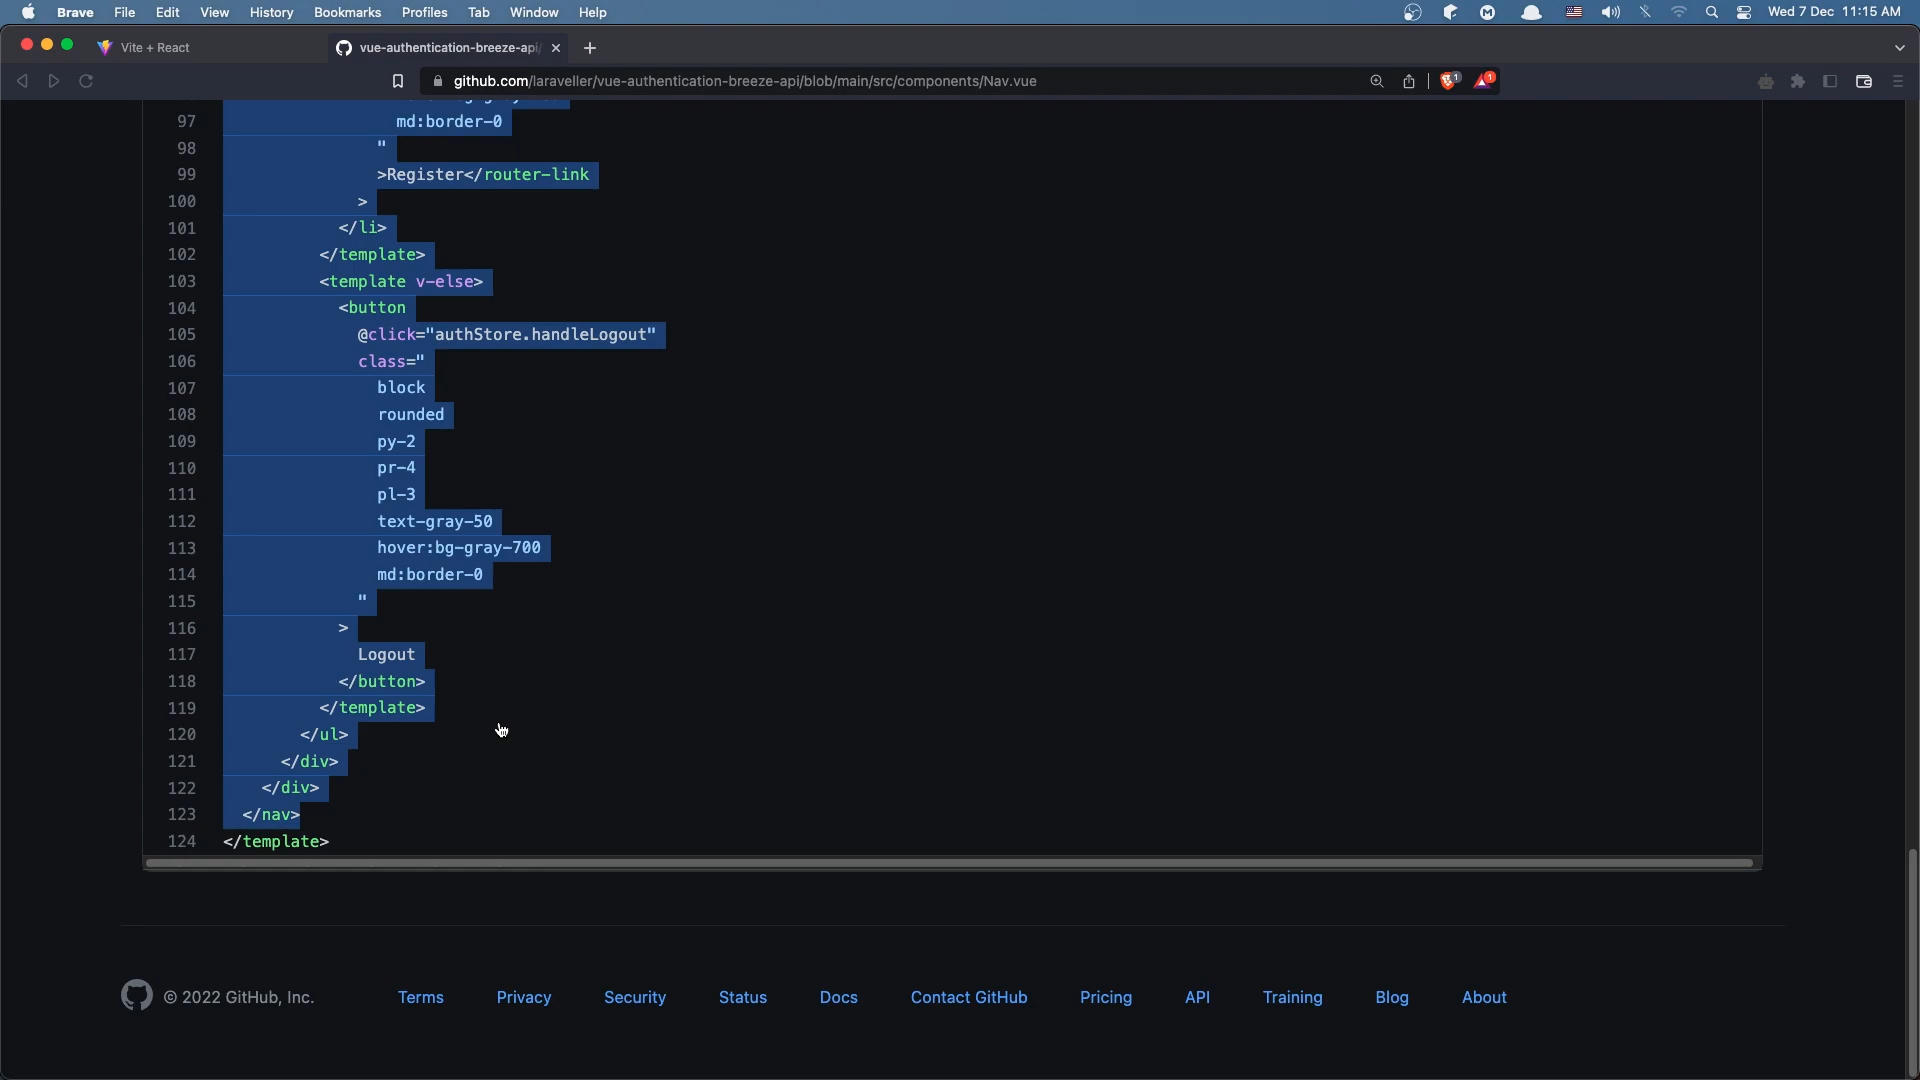 Brave File Edit View History Bookmarks Profiles Tab Window Help Wed 7 Dec 11:15 AM
Vite + React vue-authentication-breeze-api/
github.com/laraveller/vue-authentication-breeze-api/blob/main/src/components/Nav.vue 1 1
97 md:border-0
98 "
99 >Register</router-link
100 >
101 </li>
102 </template>
103 <template v-else>
104 <button
105 @click="authStore.handleLogout"
106 class="
107 block
108 rounded
109 py-2
110 pr-4
111 pl-3
112 text-gray-50
113 hover:bg-gray-700
114 md:border-0
115 "
116 >
117 Logout
118 </button>
119 </template>
120 </ul>
121 </div>
122 </div>
123 </nav>
124 </template>
© 2022 GitHub, Inc. Terms Privacy Security Status Docs Contact GitHub Pricing API Training Blog About